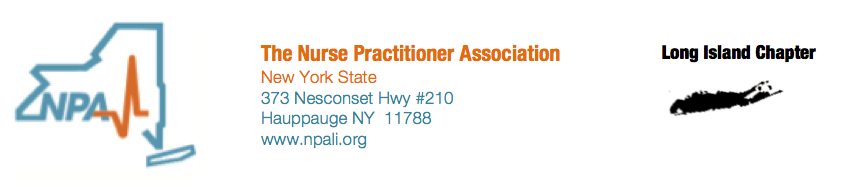 NPA
The Nurse Practitioner Association
New York State
373 Nesconset Hwy #210
Hauppauge NY 11788
www.npali.org
Long Island Chapter